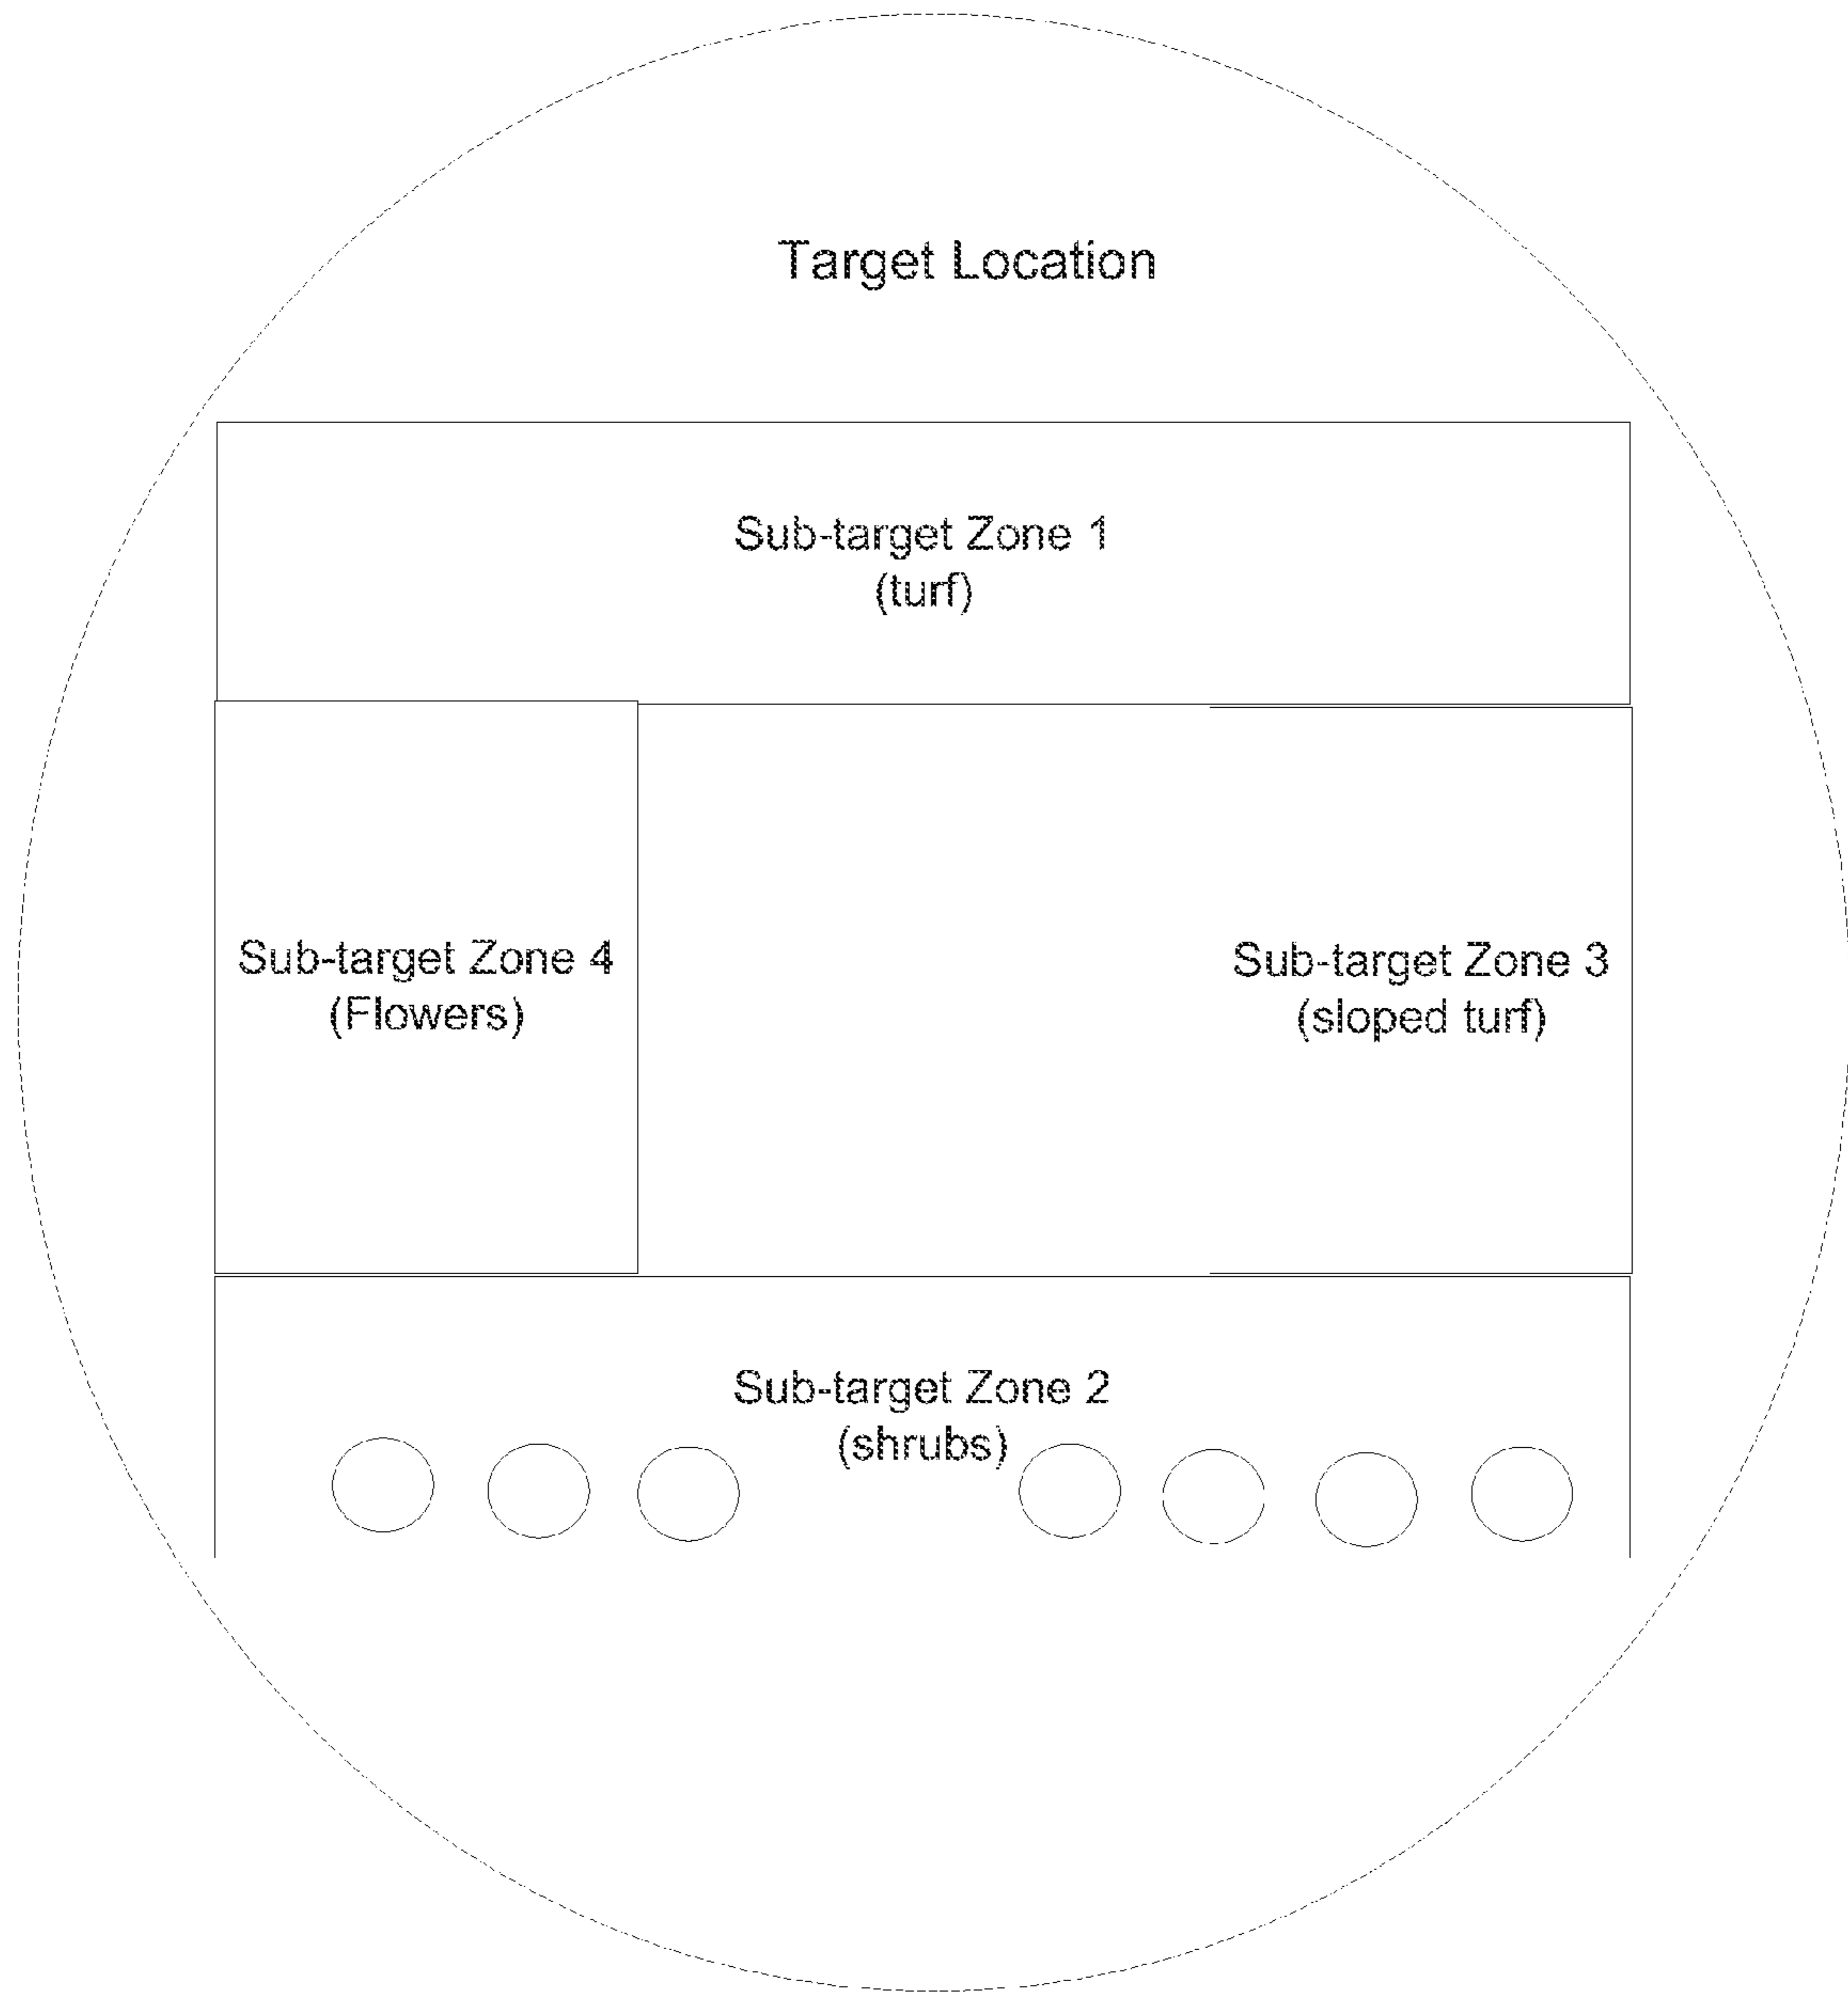 Target Location
Sub-target Zone 1
(turf)
Sub-target Zone 4
(Flowers)
Sub-target Zone 3
(sloped turf)
Sub-target Zone 2
(shrubs)